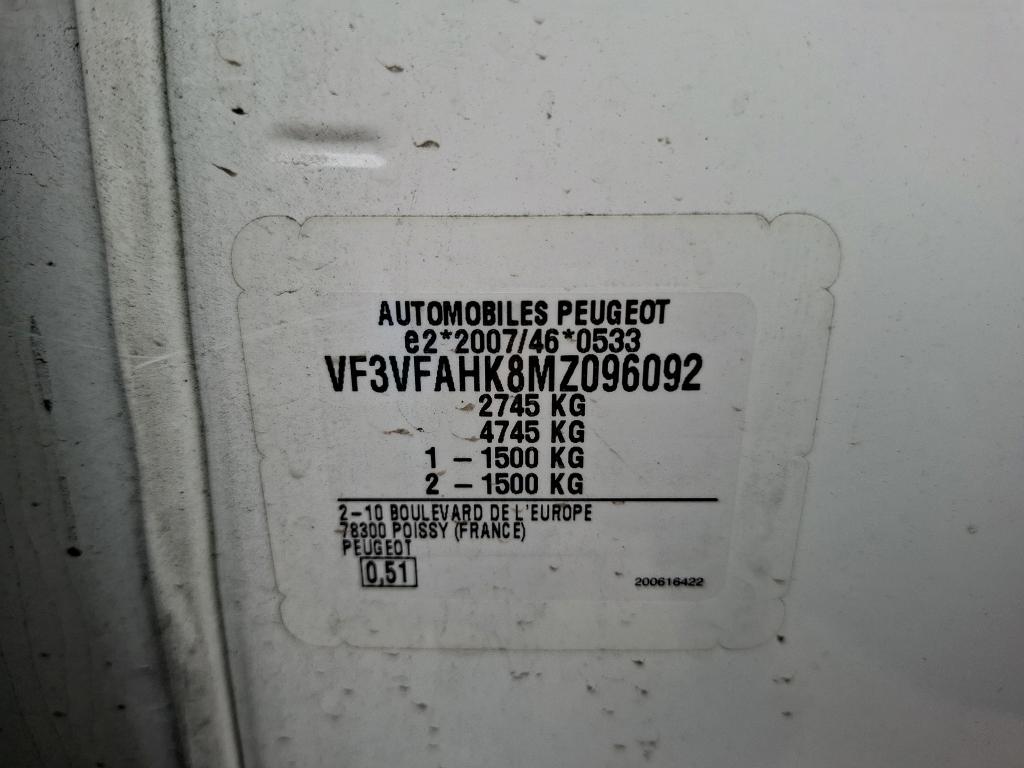 AUTOMOBILES PEUGEOT
e2*2007/46*0533
VF3VFAHK8MZ096092
2745 KG
4745 KG
1 - 1500 KG
2 - 1500 KG
2-10 BOULEVARD DE L'EUROPE
78300 POISSY (FRANCE)
PEUGEOT
0,51
200616422